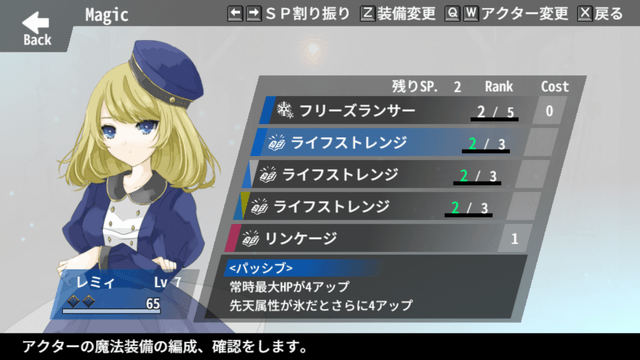 Magic
Back
←→ＳＰ割り振り Z装備変更 QWアクター変更 X戻る
残りSP. 2 Rank Cost
フリーズランサー 2 / 5 0
ライフストレンジ 2 / 3
ライフストレンジ 2 / 3
ライフストレンジ 2 / 3
リンケージ 1
レミィ Lv 7
65
<パッシブ>
常時最大HPが4アップ
先天属性が氷だとさらに4アップ
アクターの魔法装備の編成、確認をします。